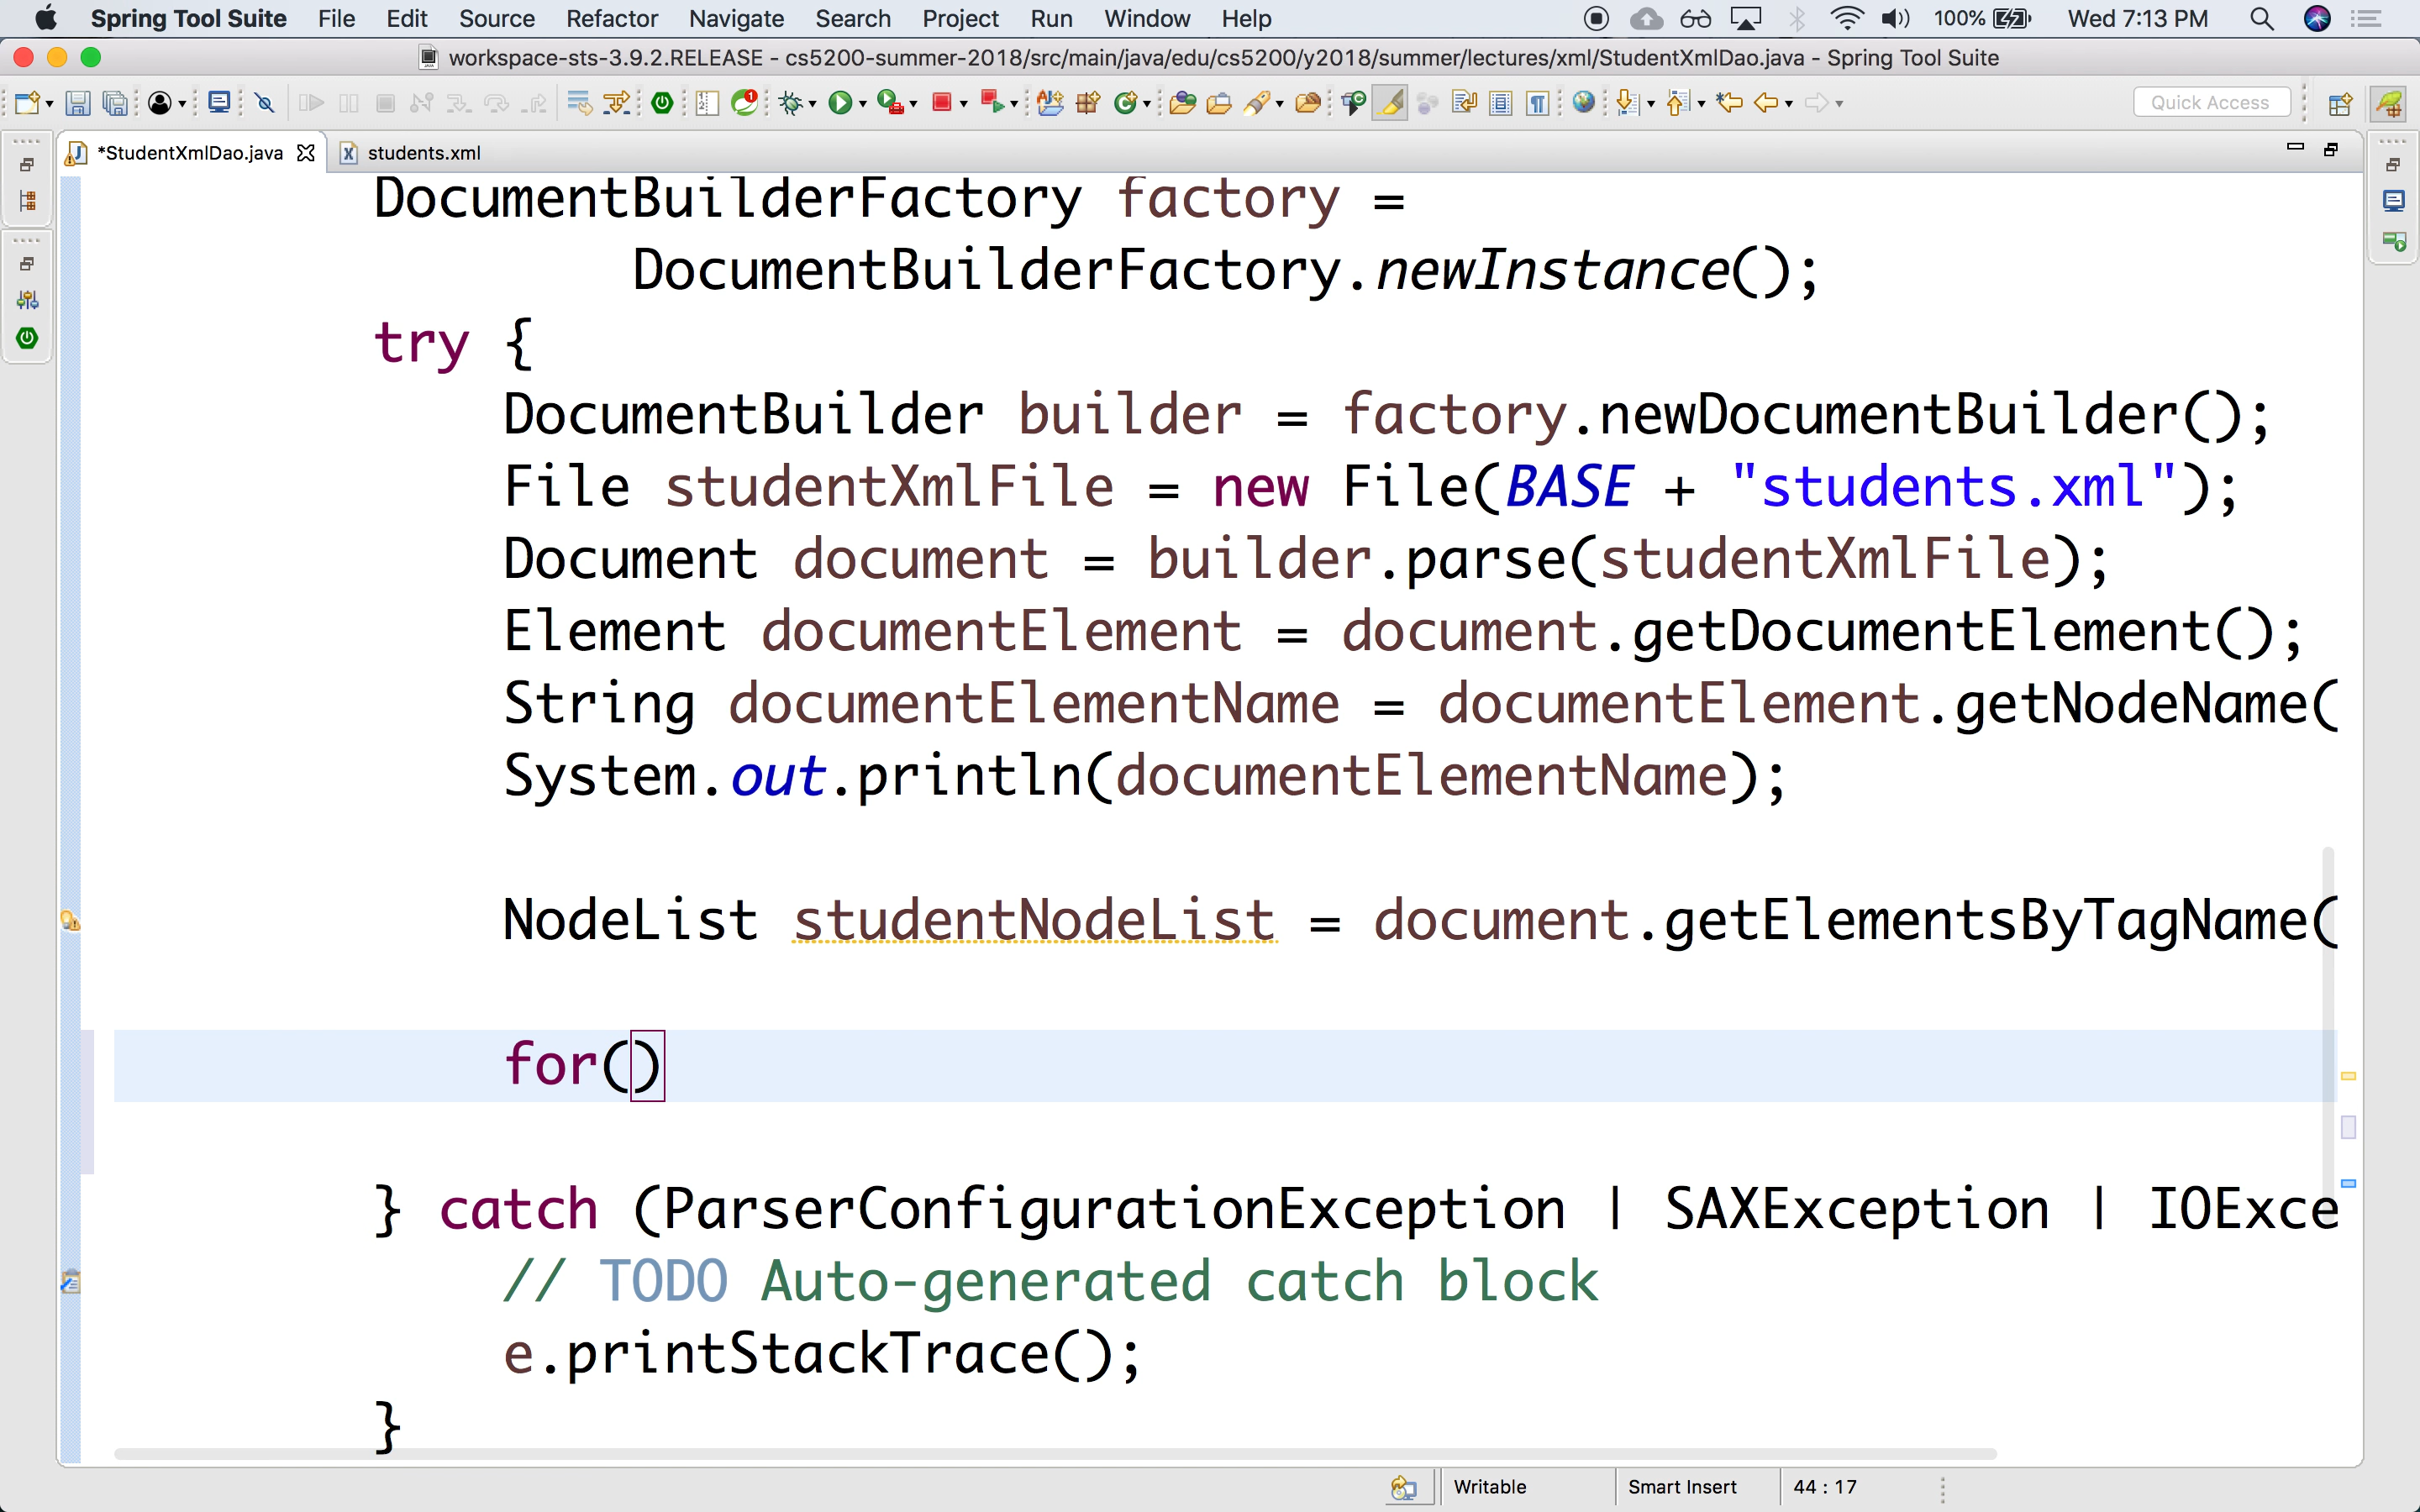 Spring Tool Suite File Edit Source Refactor Navigate Search Project Run Window Help 100% Wed 7:13 PM
workspace-sts-3.9.2.RELEASE - cs5200-summer-2018/src/main/java/edu/cs5200/y2018/summer/lectures/xml/StudentXmlDao.java - Spring Tool Suite
Quick Access
*StudentXmlDao.java students.xml
DocumentBuilderFactory factory =
DocumentBuilderFactory.newInstance();
try {
DocumentBuilder builder = factory.newDocumentBuilder();
File studentXmlFile = new File(BASE + "students.xml");
Document document = builder.parse(studentXmlFile);
Element documentElement = document.getDocumentElement();
String documentElementName = documentElement.getNodeName(
System.out.println(documentElementName);
NodeList studentNodeList = document.getElementsByTagName(
for()
} catch (ParserConfigurationException | SAXException | IOExce
// TODO Auto-generated catch block
e.printStackTrace();
}
Writable Smart Insert 44 : 17